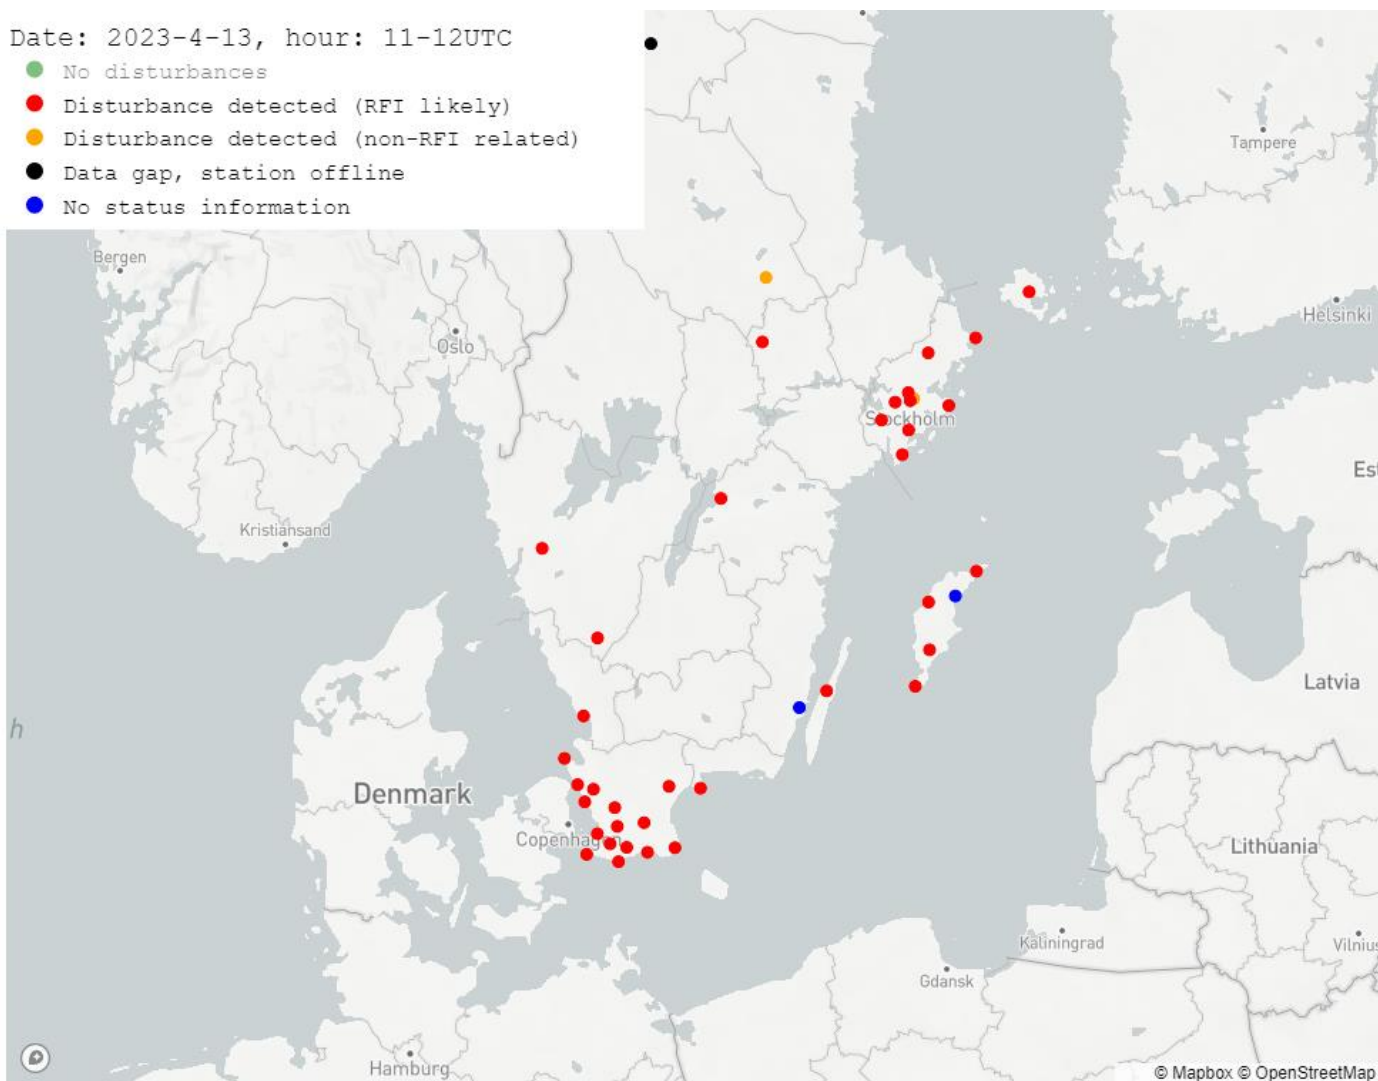 Date: 2023-4-13, hour: 11-12UTC
No disturbances
Disturbance detected (RFI likely)
Disturbance detected (non-RFI related)
Data gap, station offline
No status information
Tampere
Bergen
Helsinki
Oslo
Stockholm
Est
Kristiansand
Latvia
h
Denmark
Copenhagen
Lithuania
Kaliningrad
Vilnius
Gdansk
Hamburg
© Mapbox © OpenStreetMap